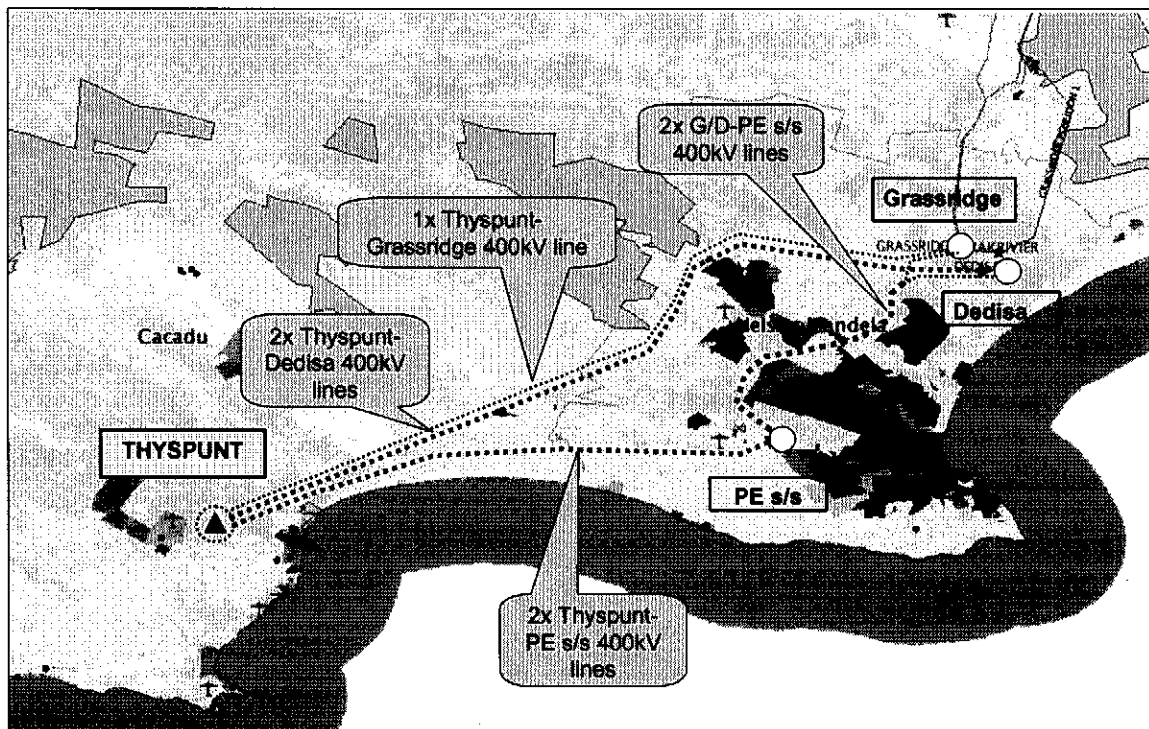 2x G/D-PE s/s
400kV lines
Grassridge
1x Thyspunt-
Grassridge 400kV line
Dedisa
Cacadu
2x Thyspunt-
Dedisa 400kV
lines
THYSPUNT
PE s/s
2x Thyspunt-
PE s/s 400kV
lines